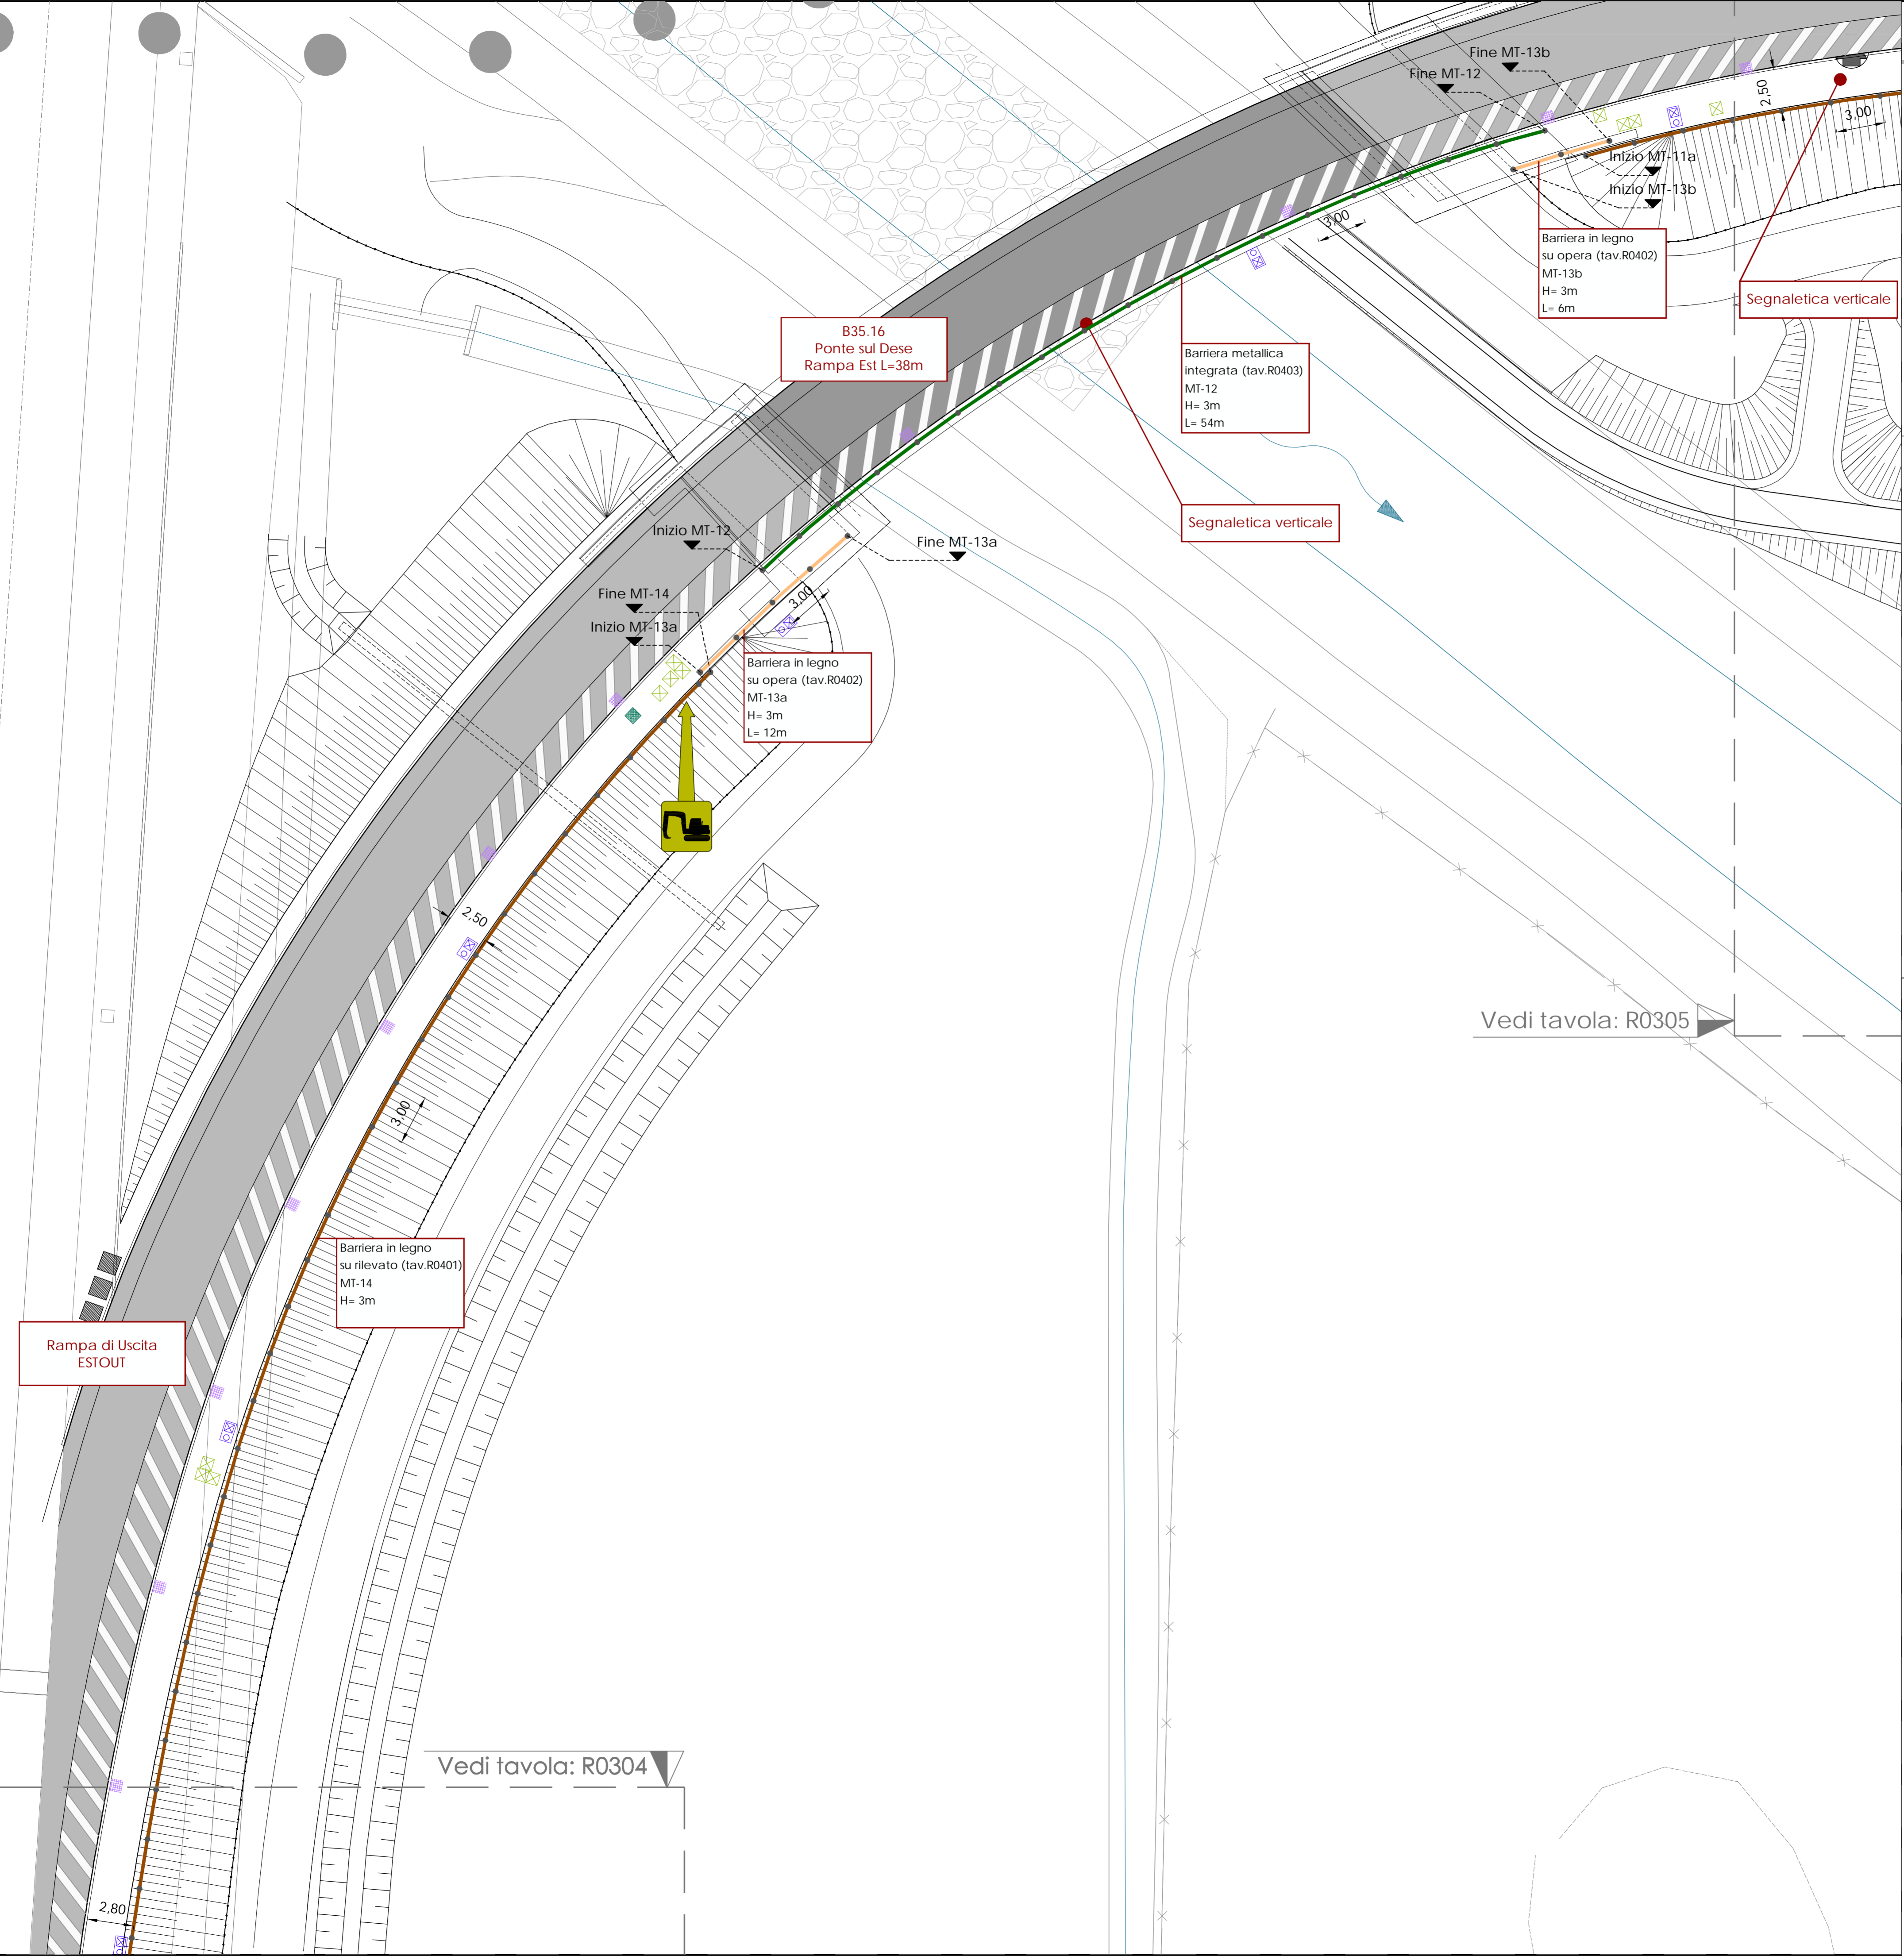 Fine MT-13b
Fine MT-12
2,50
3,00
Inizio MT-11a
Inizio MT-13b
3,00
Barriera in legno
su opera (tav.R0402)
MT-13b
H= 3m
L= 6m
Segnaletica verticale
B35.16
Ponte sul Dese
Rampa Est L=38m
Barriera metallica
integrata (tav.R0403)
MT-12
H= 3m
L= 54m
Segnaletica verticale
Inizio MT-12
Fine MT-13a
Fine MT-14
3,00
Inizio MT-13a
Barriera in legno
su opera (tav.R0402)
MT-13a
H= 3m
L= 12m
2,50
Vedi tavola: R0305
3,00
Barriera in legno
su rilevato (tav.R0401)
MT-14
H= 3m
Rampa di Uscita
ESTOUT
Vedi tavola: R0304
2,80